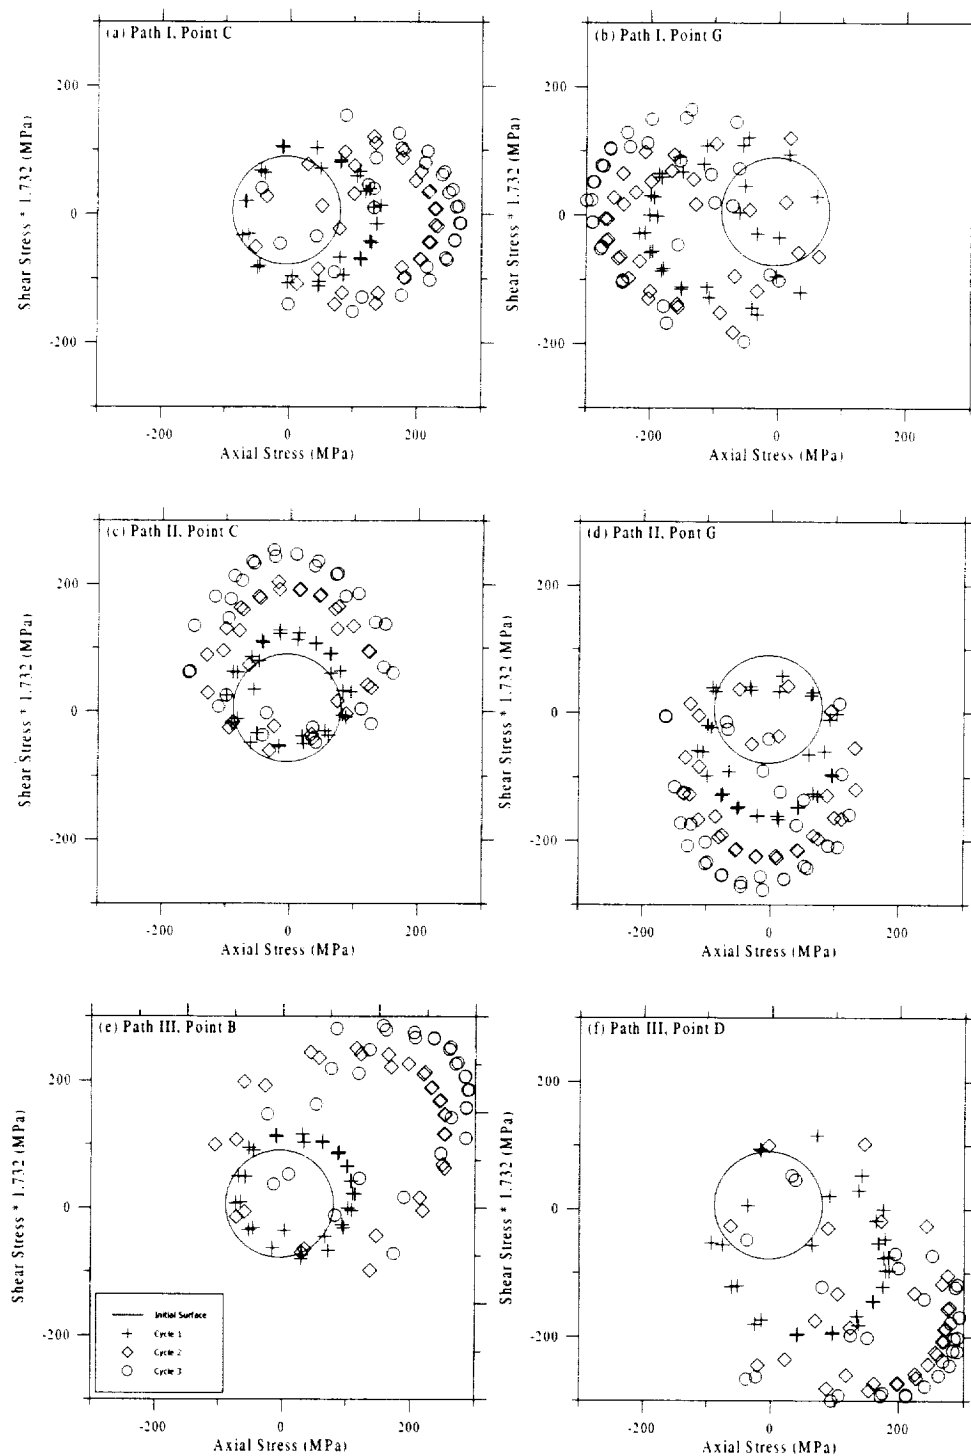 (a) Path I, Point C
(b) Path I, Point G
200
0
-200
Shear Stress * 1.732 (MPa)
-200
0
200
Axial Stress (MPa)
200
0
-200
Shear Stress * 1.732 (MPa)
-200
0
200
Axial Stress (MPa)
(c) Path II, Point C
(d) Path II, Pont G
200
0
-200
Shear Stress * 1.732 (MPa)
-200
0
200
Axial Stress (MPa)
200
0
-200
Shear Stress * 1.732 (MPa)
-200
0
200
Axial Stress (MPa)
(e) Path III, Point B
(f) Path III, Point D
200
0
-200
Shear Stress * 1.732 (MPa)
Initial Surface
Cycle 1
Cycle 2
Cycle 3
-200
0
200
Axial Stress (MPa)
200
0
-200
Shear Stress * 1.732 (MPa)
-200
0
200
Axial Stress (MPa)